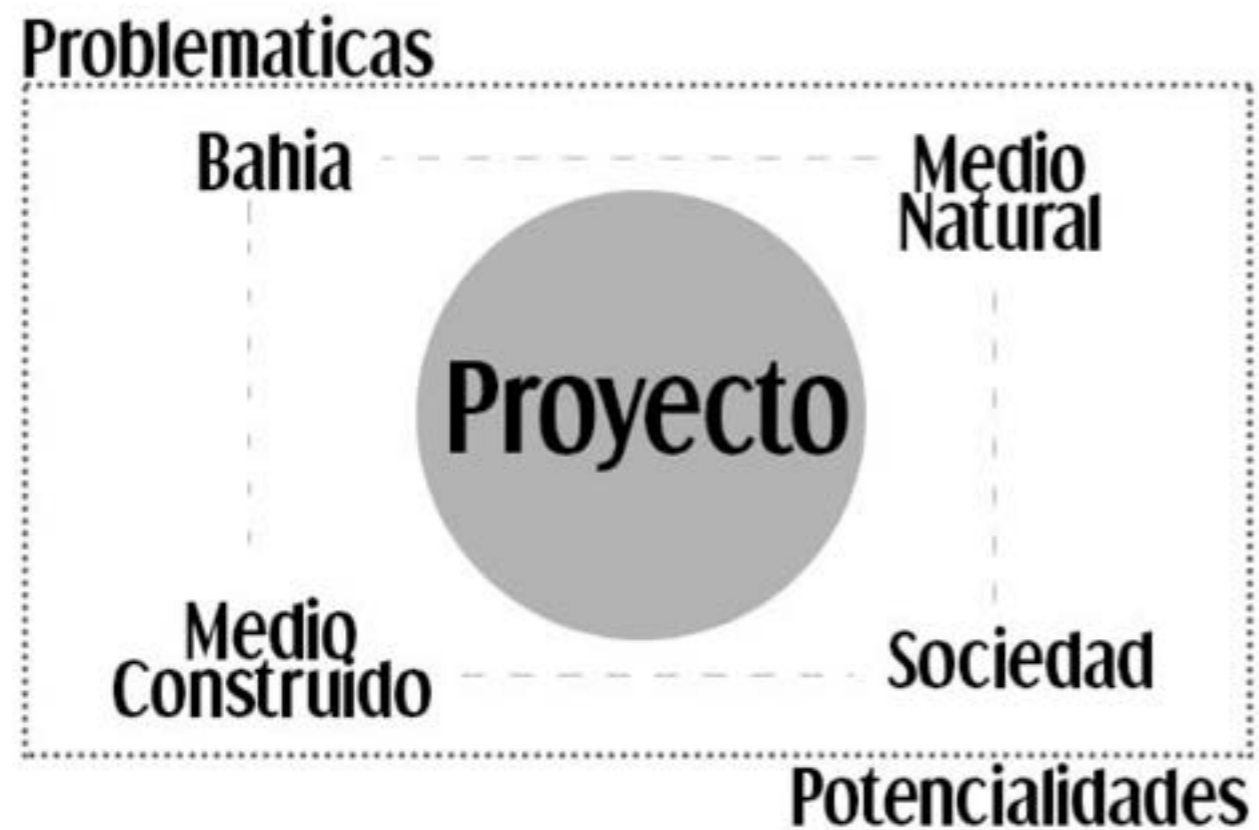 Problematicas
Bahia
Medio
Natural
Proyecto
Medio
Construido
Sociedad
Potencialidades